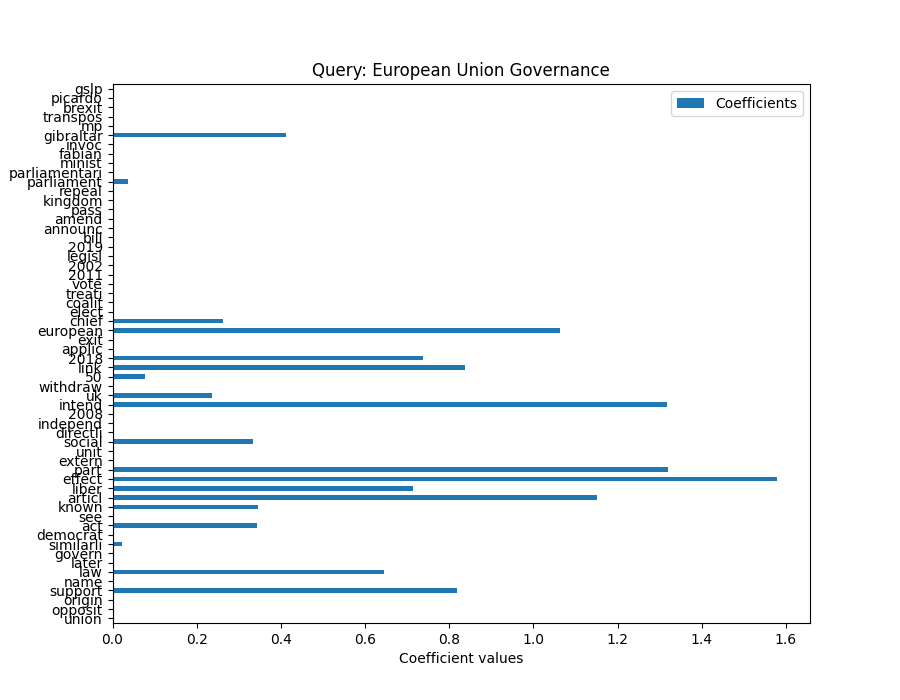 Query: European Union Governance
Coefficients
gslp
picardo
brexit
transpos
mp
gibraltar
invoc
fabian
minist
parliamentari
parliament
repeal
kingdom
pass
amend
announc
bill
2019
legisl
2002
2011
vote
treati
coalit
elect
chief
european
exit
applic
2018
link
50
withdraw
uk
intend
2008
independ
directli
social
unit
extern
part
effect
liber
articl
known
see
act
democrat
similarli
govern
later
law
name
support
origin
opposit
union
0.0 0.2 0.4 0.6 0.8 1.0 1.2 1.4 1.6
Coefficient values